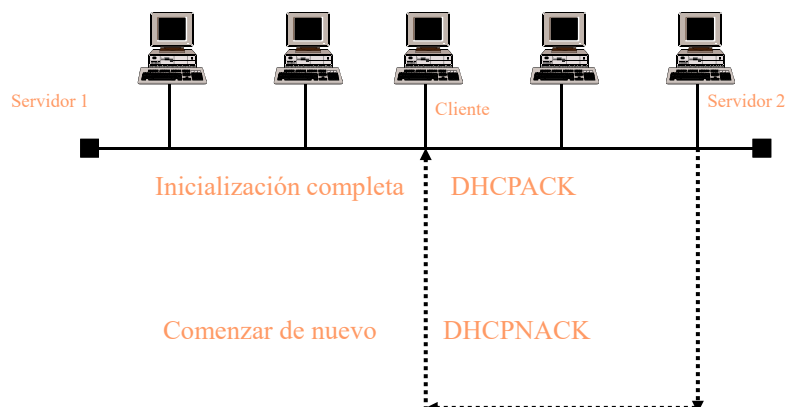 Servidor 1
Cliente
Servidor 2
Inicialización completa DHCPACK
Comenzar de nuevo DHCPNACK